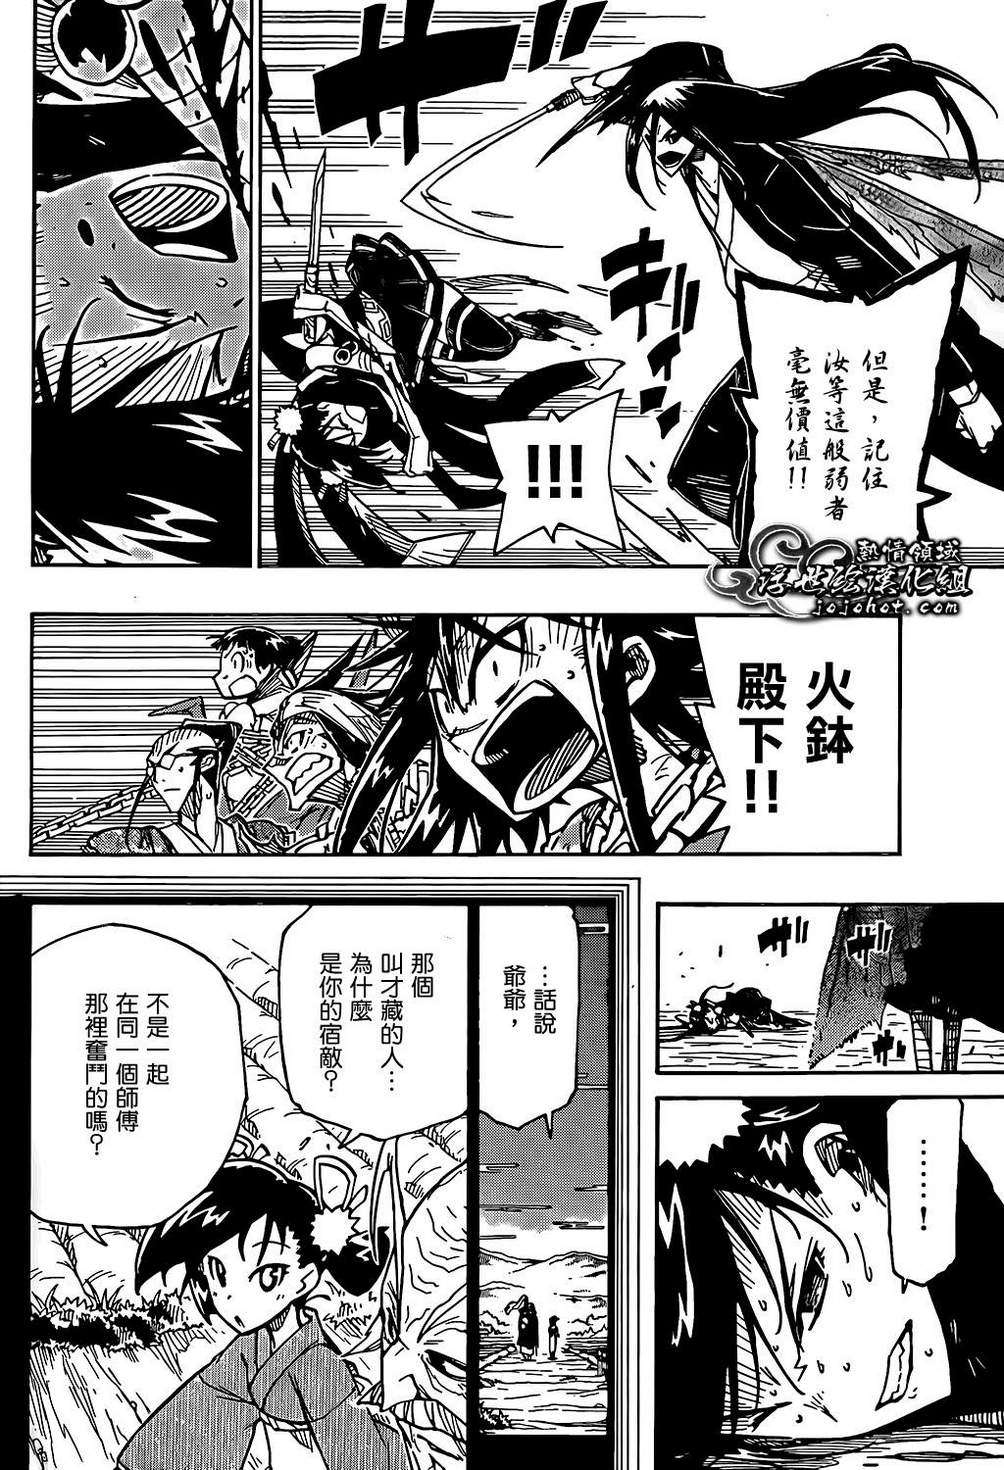 但是，記住
汝等這般弱者
毫無價值!!
!!!
熱情領域
浮世繪漢化組
jojohot.com
火鉢
殿下!!
……！
…話說
爺爺，
那個
叫才藏的人…
為什麼
是你的宿敵？
不是一起
在同一個師傅
那裡奮鬥的嗎？